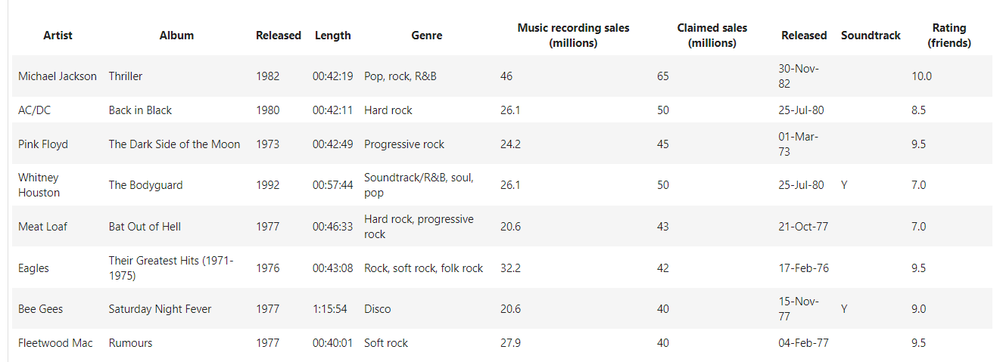 Artist Album Released Length Genre Music recording sales (millions) Claimed sales (millions) Released Soundtrack Rating (friends)
Michael Jackson Thriller 1982 00:42:19 Pop, rock, R&B 46 65 30-Nov-82 10.0
AC/DC Back in Black 1980 00:42:11 Hard rock 26.1 50 25-Jul-80 8.5
Pink Floyd The Dark Side of the Moon 1973 00:42:49 Progressive rock 24.2 45 01-Mar-73 9.5
Whitney Houston The Bodyguard 1992 00:57:44 Soundtrack/R&B, soul, pop 26.1 50 25-Jul-80 Y 7.0
Meat Loaf Bat Out of Hell 1977 00:46:33 Hard rock, progressive rock 20.6 43 21-Oct-77 7.0
Eagles Their Greatest Hits (1971-1975) 1976 00:43:08 Rock, soft rock, folk rock 32.2 42 17-Feb-76 9.5
Bee Gees Saturday Night Fever 1977 1:15:54 Disco 20.6 40 15-Nov-77 Y 9.0
Fleetwood Mac Rumours 1977 00:40:01 Soft rock 27.9 40 04-Feb-77 9.5